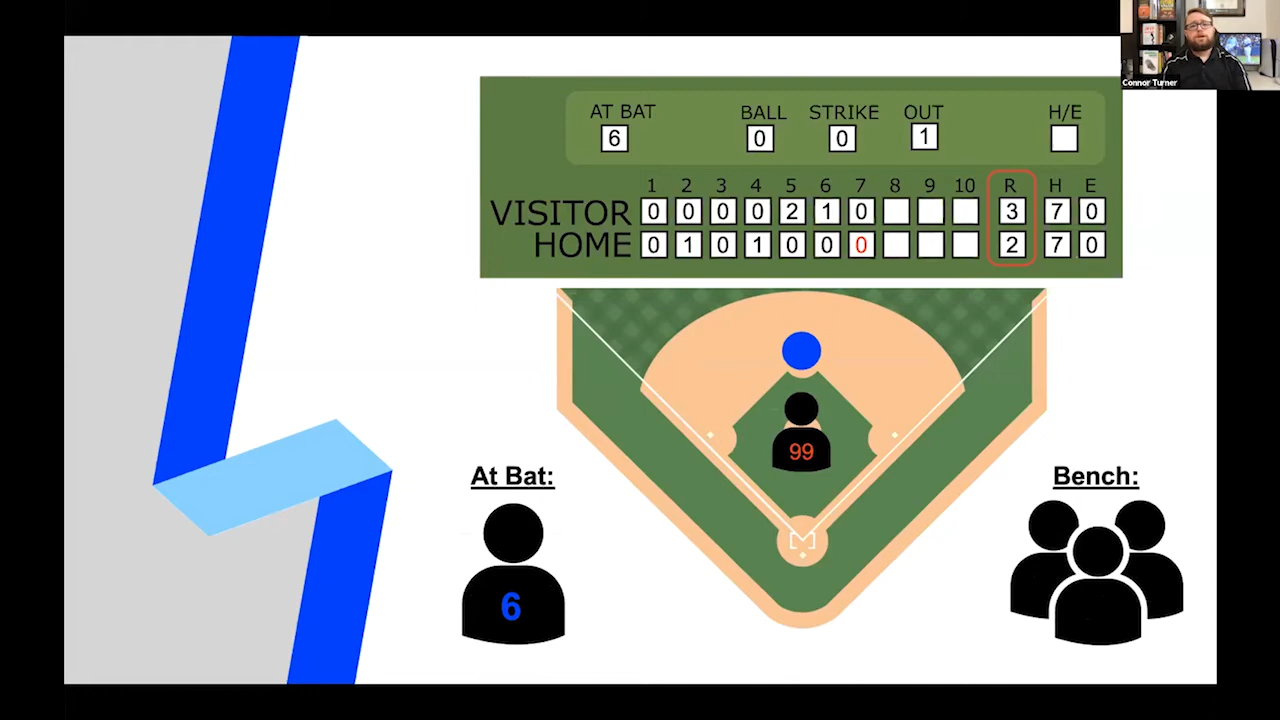 Connor Turner
AT BAT BALL STRIKE OUT H/E
6 0 0 1
1 2 3 4 5 6 7 8 9 10 R H E
VISITOR 0 0 0 0 2 1 0 3 7 0
HOME 0 1 0 1 0 0 0 2 7 0
99
At Bat:
6
Bench: